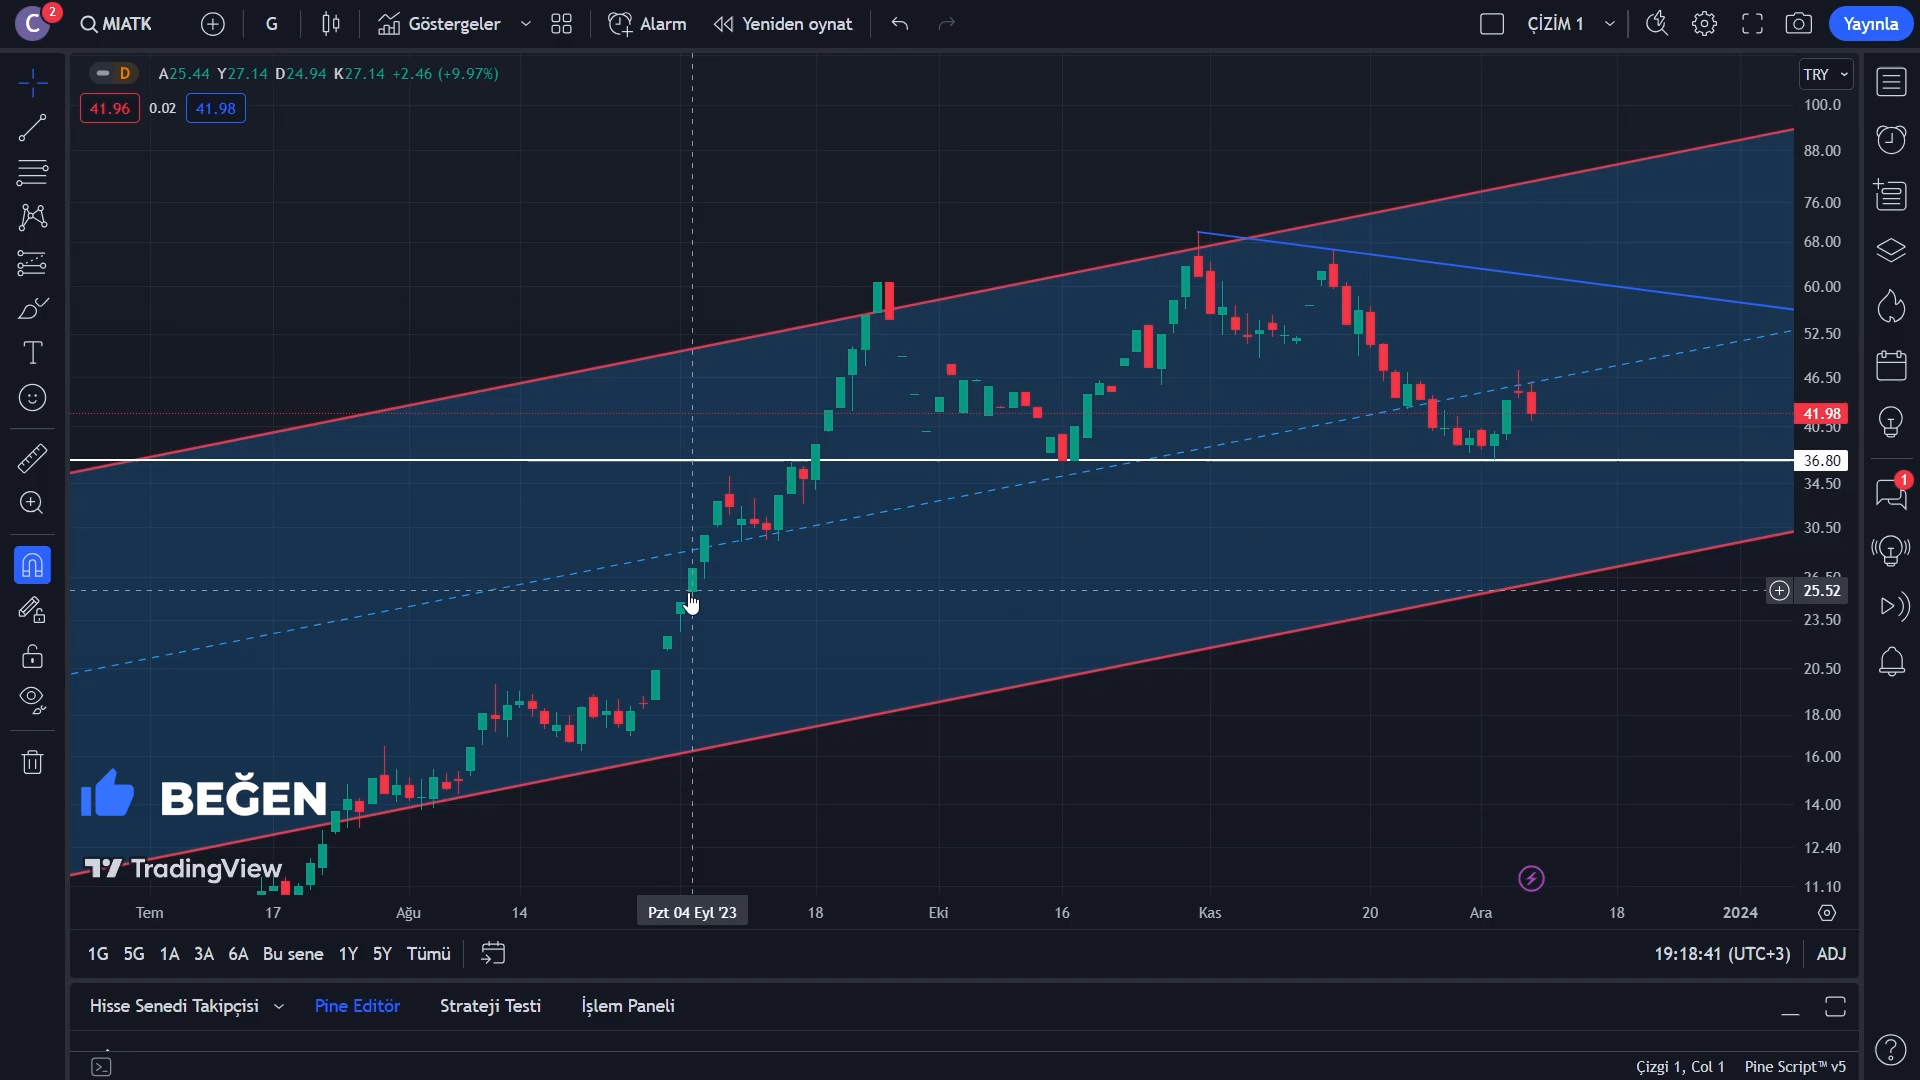 C 2 MIATK G Göstergeler Alarm Yeniden oynat ÇİZİM 1 Yayınla
D A25.44 Y27.14 D24.94 K27.14 +2.46 (+9.97%)
TRY
41.96 0.02 41.98
100.0
88.00
76.00
68.00
60.00
52.50
46.50
41.98
40.50
36.80
34.50
30.50
26.50
25.52
23.50
20.50
18.00
16.00
14.00
12.40
11.10
1
BEĞEN
TradingView
Tem 17 Ağu 14 Pzt 04 Eyl '23 18 Eki 16 Kas 20 Ara 18 2024
1G 5G 1A 3A 6A Bu sene 1Y 5Y Tümü 19:18:41 (UTC+3) ADJ
Hisse Senedi Takipçisi Pine Editör Strateji Testi İşlem Paneli
Çizgi 1, Col 1 Pine Script™ v5